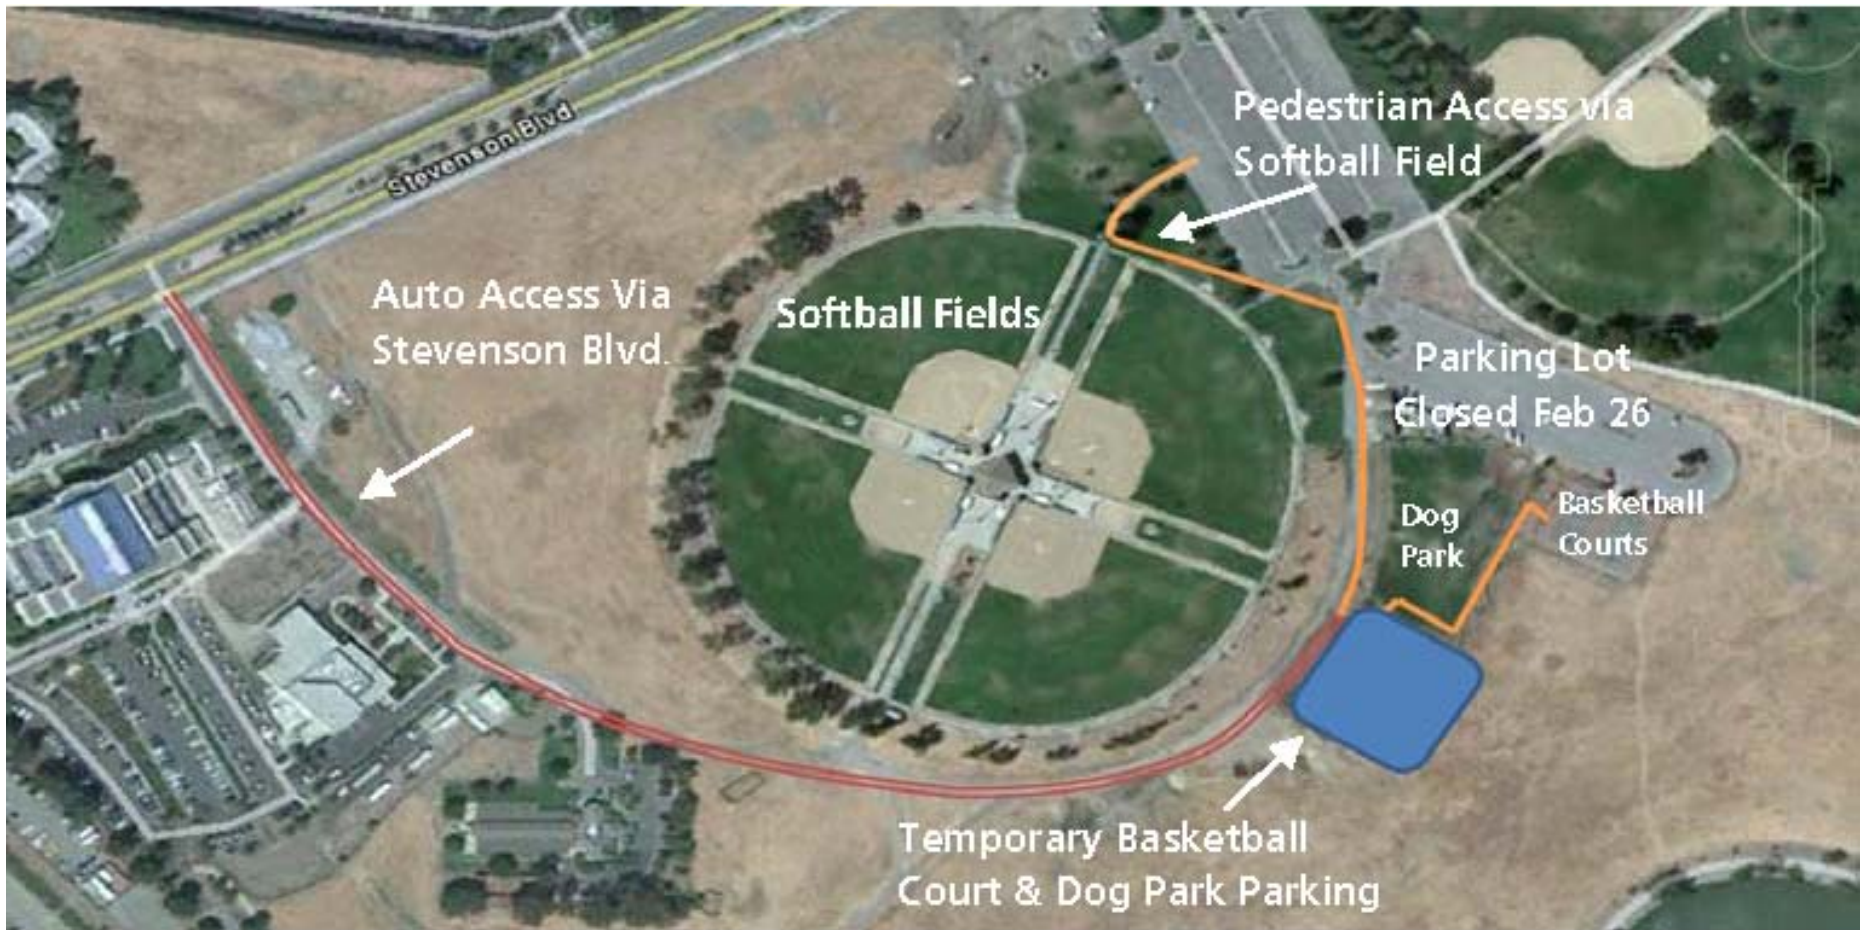 Stevenson Blvd
Pedestrian Access via
Softball Field
Auto Access Via
Stevenson Blvd.
Softball Fields
Parking Lot
Closed Feb 26
Dog
Park
Basketball
Courts
Temporary Basketball
Court & Dog Park Parking